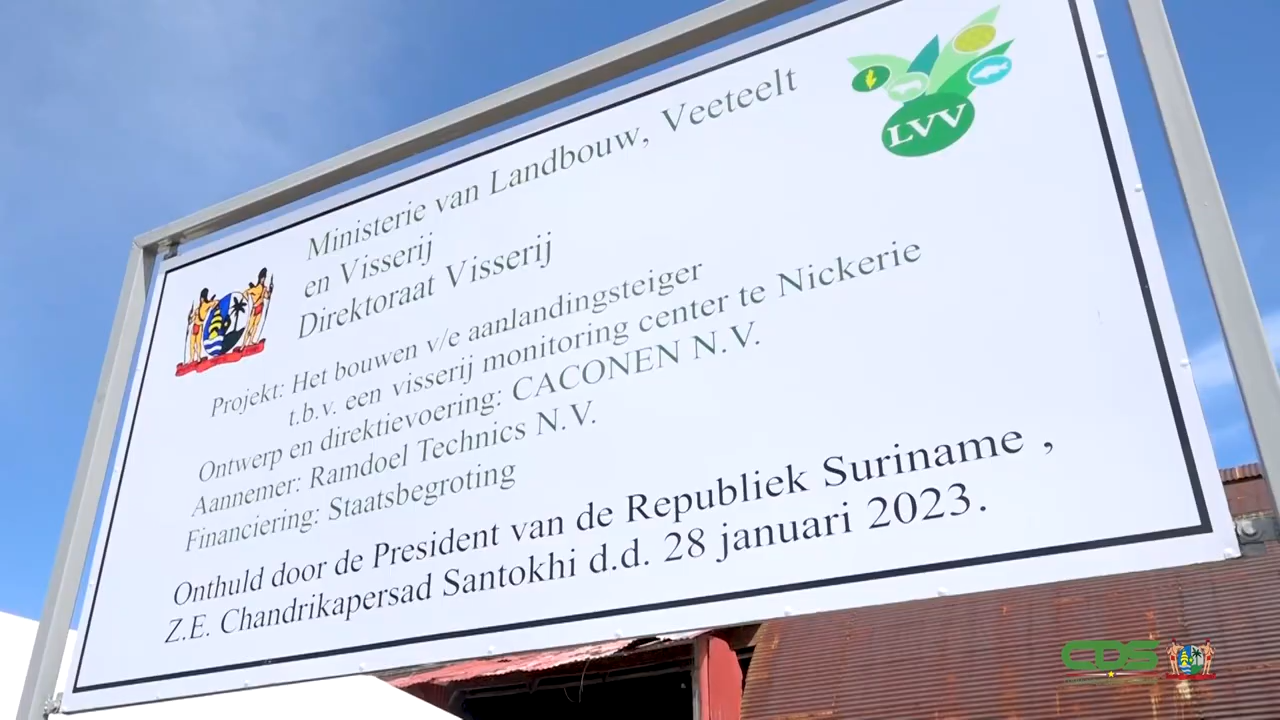 Ministerie van Landbouw, Veeteelt
en Visserij
Direktoraat Visserij
LVV
Projekt: Het bouwen v/e aanlandingsteiger
t.b.v. een visserij monitoring center te Nickerie
Ontwerp en direktievoering: CACONEN N.V.
Aannemer: Ramdoel Technics N.V.
Financiering: Staatsbegroting
Onthuld door de President van de Republiek Suriname ,
Z.E. Chandrikapersad Santokhi d.d. 28 januari 2023.
CDS